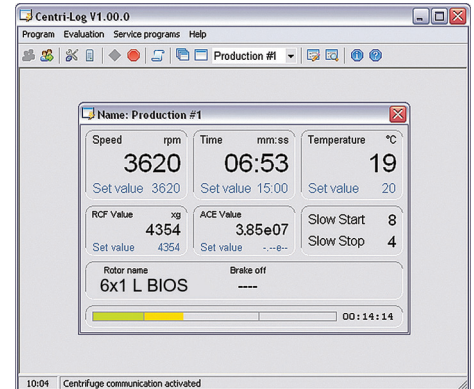 Centri-Log V1.00.0
Program Evaluation Service programs Help
Production #1
Name: Production #1
Speed rpm Time mm:ss Temperature °C
3620 06:53 19
Set value 3620 Set value 15:00 Set value 20
RCF Value xg ACE Value Slow Start 8
4354 3.85e07 Slow Stop 4
Set value 4354 Set value -.--e--
Rotor name Brake off
6x1 L BIOS ----
00:14:14
10:04 Centrifuge communication activated